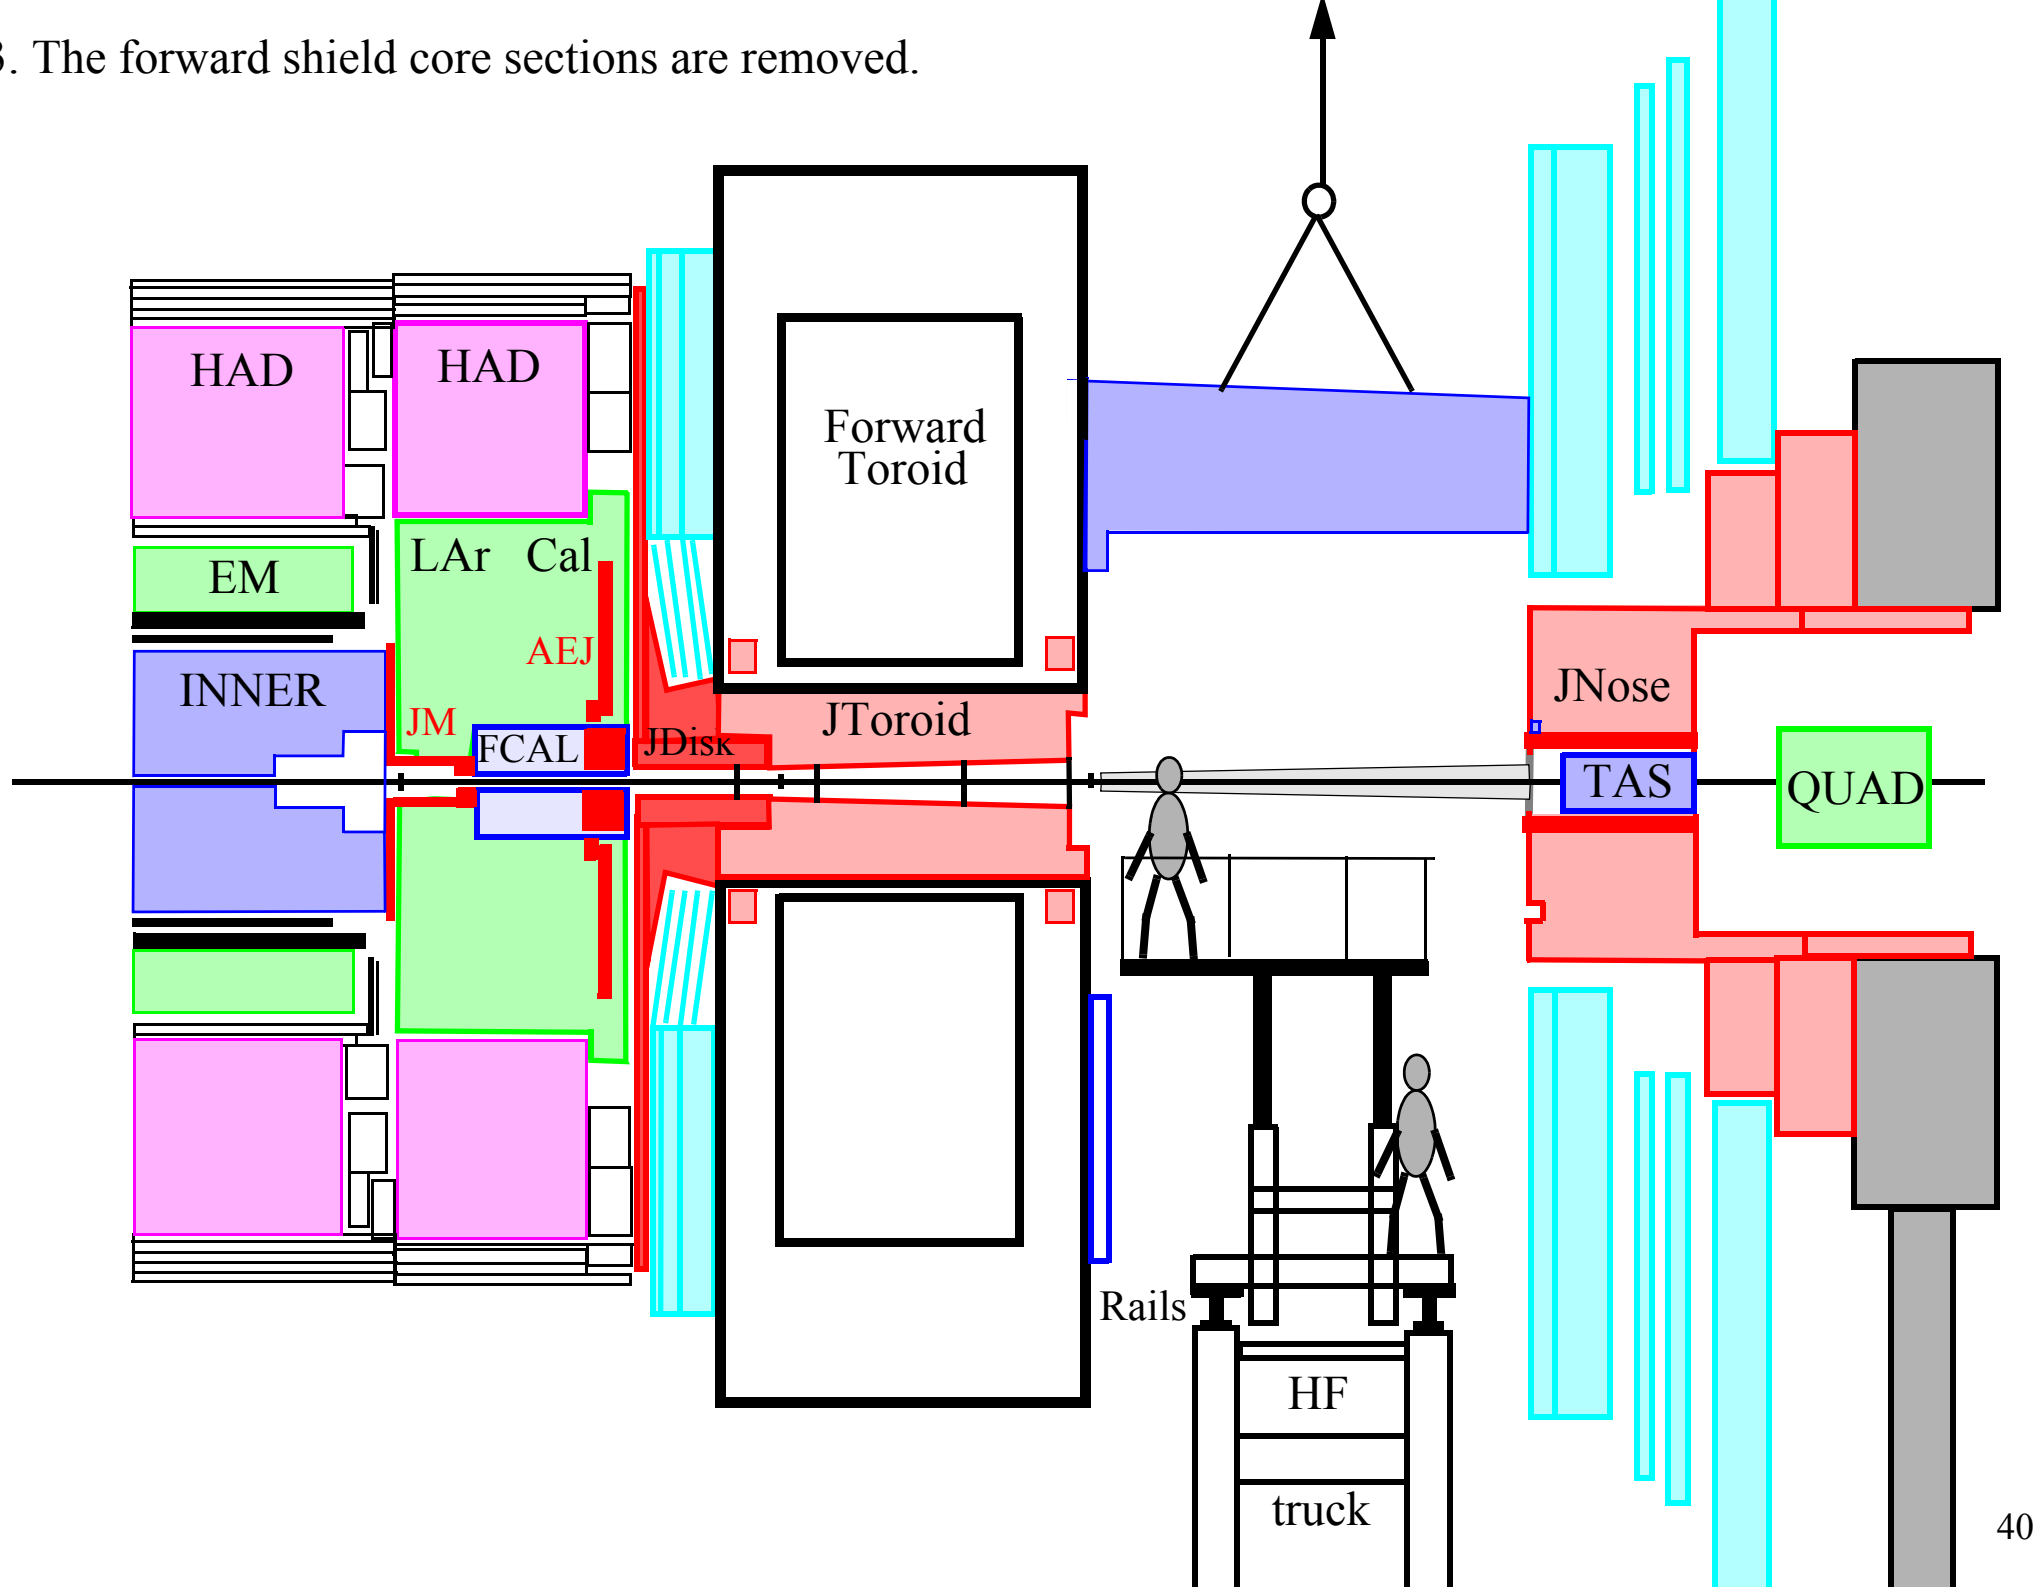 3. The forward shield core sections are removed.
HAD
HAD
Forward
Toroid
LAr Cal
EM
AEJ
INNER
JM
FCAL
JDisk
JToroid
JNose
TAS
QUAD
Rails
HF
truck
40